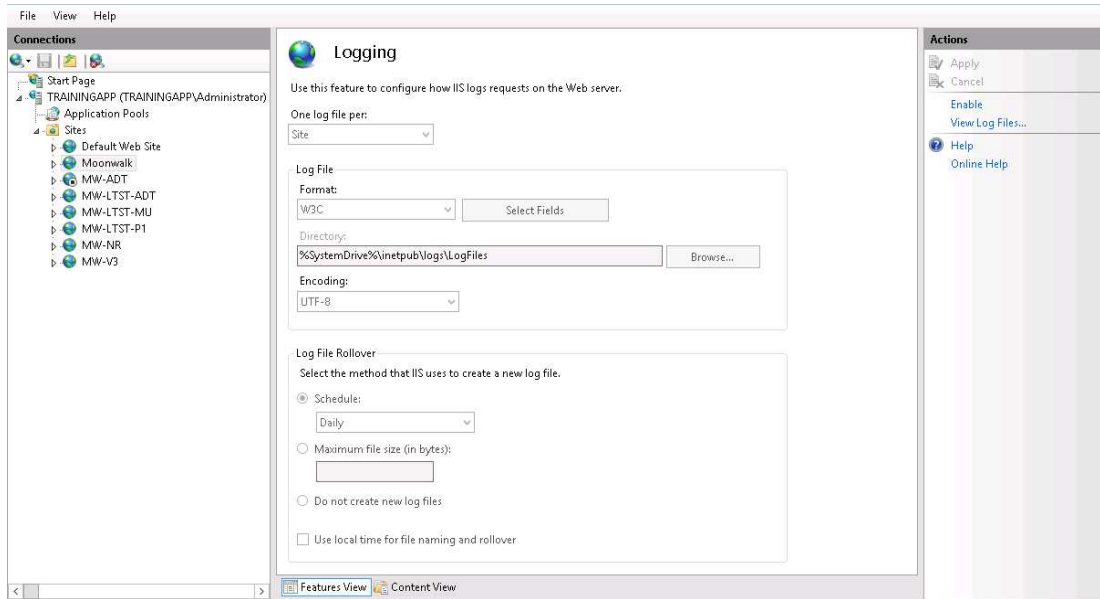 File View Help
Connections
Start Page
TRAININGAPP (TRAININGAPP\Administrator)
Application Pools
Sites
Default Web Site
Moonwalk
MW-ADT
MW-LTST-ADT
MW-LTST-MU
MW-LTST-P1
MW-NR
MW-V3
Logging
Use this feature to configure how IIS logs requests on the Web server.
One log file per:
Site
Log File
Format:
W3C
Select Fields
Directory:
%SystemDrive%\inetpub\logs\LogFiles
Browse...
Encoding:
UTF-8
Log File Rollover
Select the method that IIS uses to create a new log file.
Schedule:
Daily
Maximum file size (in bytes):
Do not create new log files
Use local time for file naming and rollover
Features View Content View
Actions
Apply
Cancel
Enable
View Log Files...
Help
Online Help